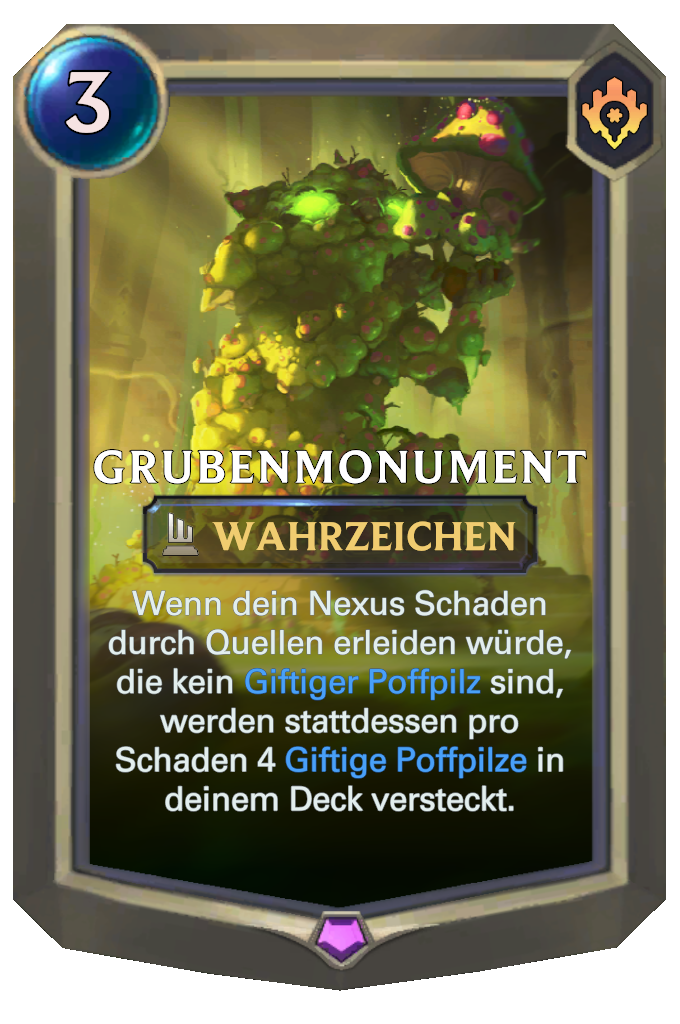 3
GRUBENMONUMENT
WAHRZEICHEN
Wenn dein Nexus Schaden
durch Quellen erleiden würde,
die kein Giftiger Poffpilz sind,
werden stattdessen pro
Schaden 4 Giftige Poffpilze in
deinem Deck versteckt.